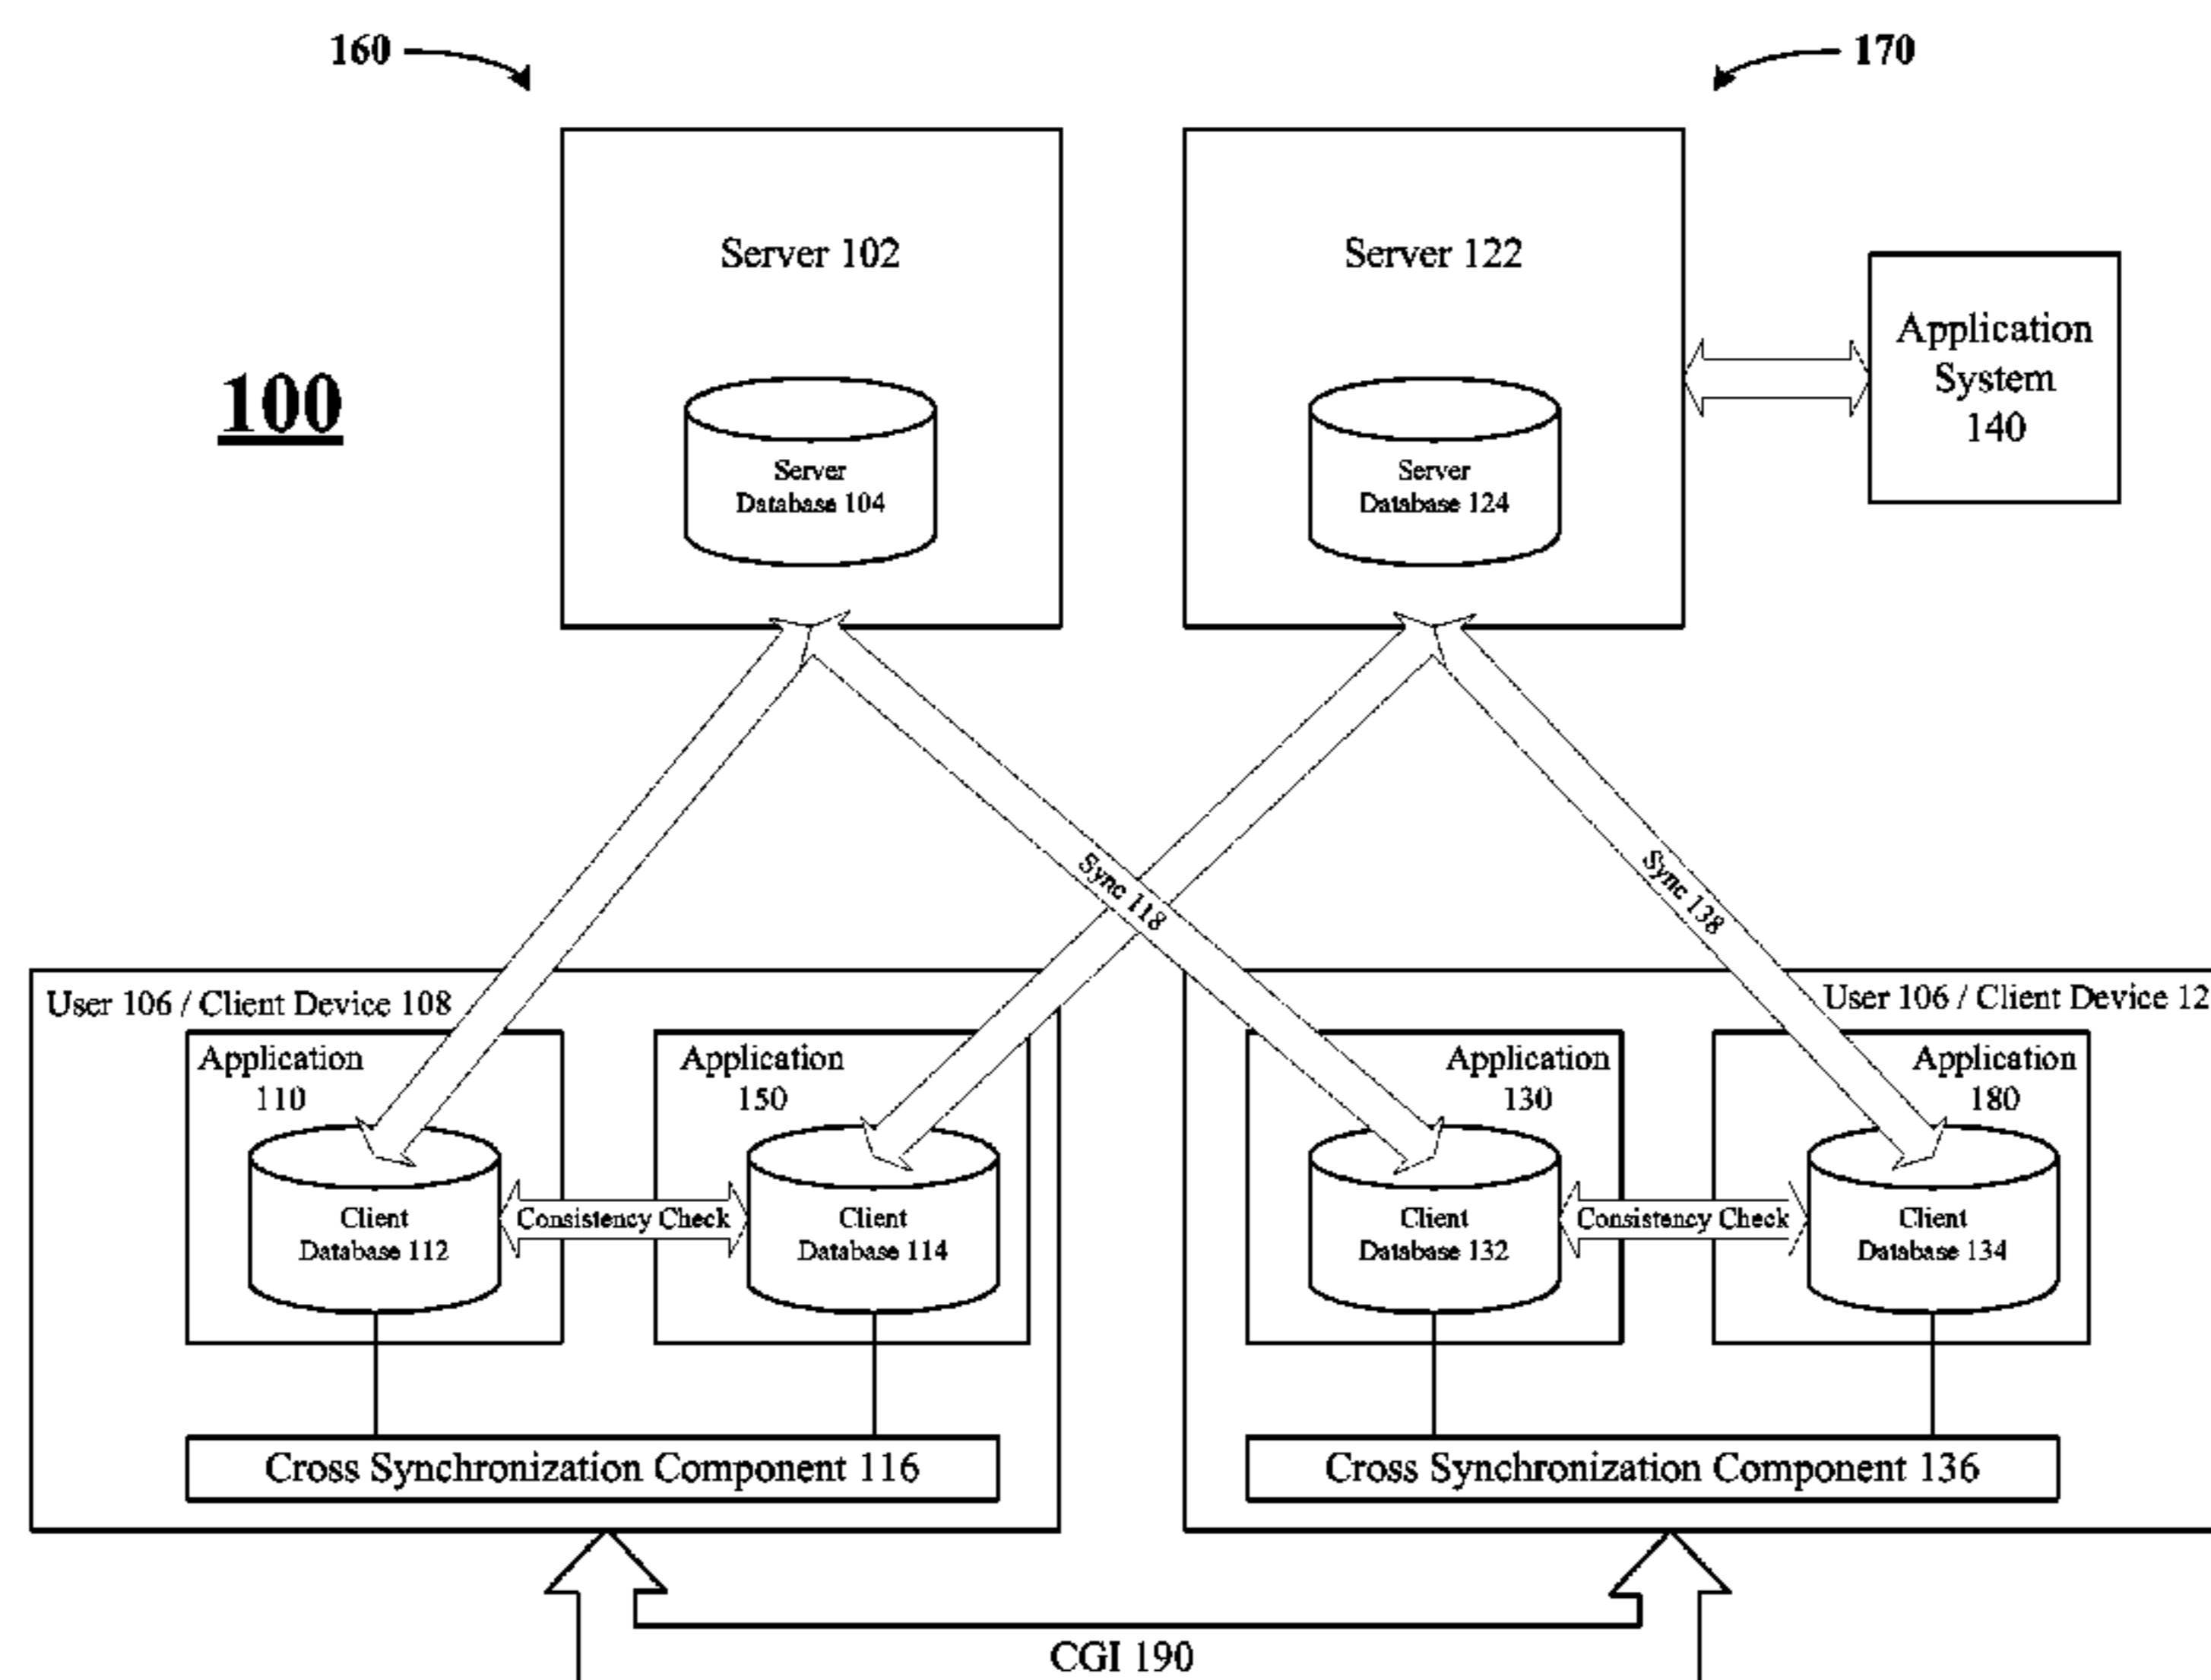 160
170
Server 102
Server 122
Application
System
140
100
Server
Database 104
Server
Database 124
Sync 118
Sync 138
User 106 / Client Device 108
User 106 / Client Device 12
Application
110
Application
150
Application
130
Application
180
Client
Database 112
Consistency Check
Client
Database 114
Client
Database 132
Consistency Check
Client
Database 134
Cross Synchronization Component 116
Cross Synchronization Component 136
CGI 190